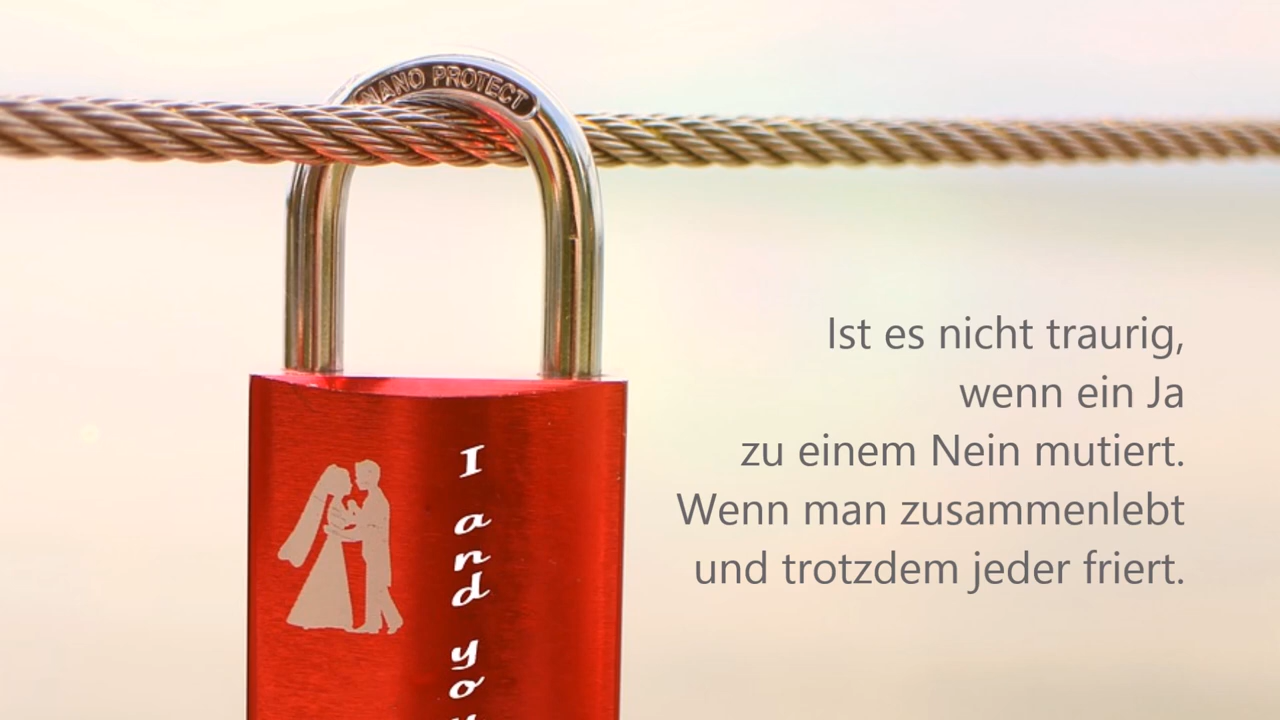 NANO PROTECT
Ist es nicht traurig,
wenn ein Ja
zu einem Nein mutiert.
Wenn man zusammenlebt
und trotzdem jeder friert.
I and you